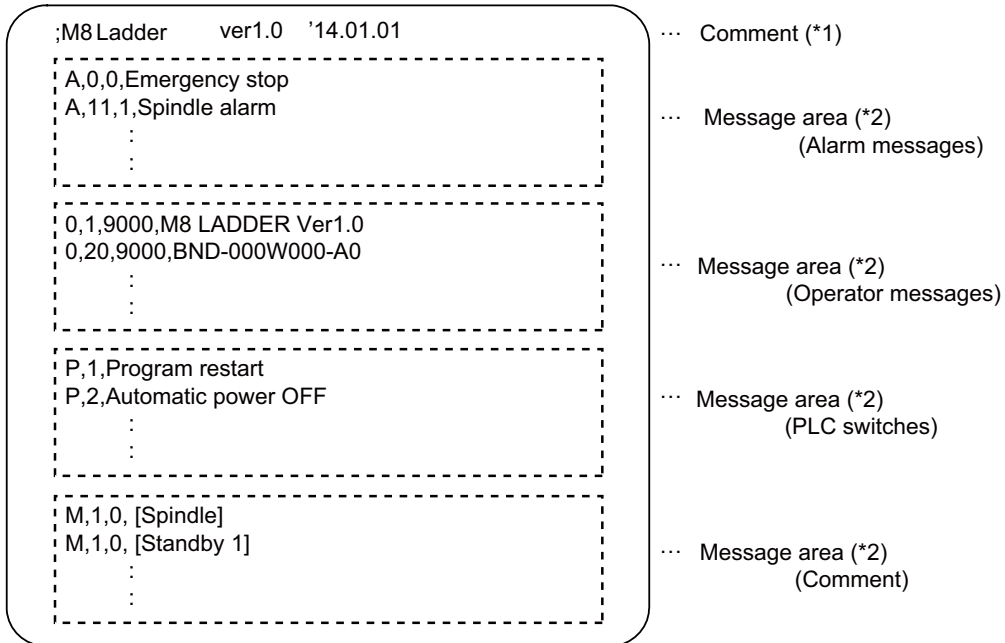 ;M8 Ladder ver1.0 '14.01.01
… Comment (*1)
A,0,0,Emergency stop
A,11,1,Spindle alarm
:
:
… Message area (*2)
(Alarm messages)
0,1,9000,M8 LADDER Ver1.0
0,20,9000,BND-000W000-A0
:
:
… Message area (*2)
(Operator messages)
P,1,Program restart
P,2,Automatic power OFF
:
:
… Message area (*2)
(PLC switches)
M,1,0, [Spindle]
M,1,0, [Standby 1]
:
:
… Message area (*2)
(Comment)